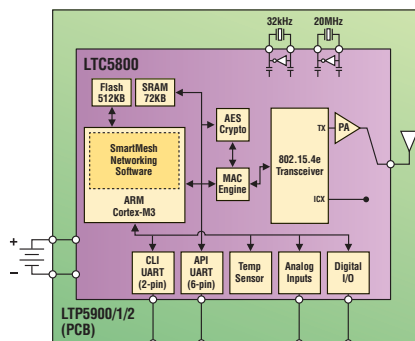 32kHz
20MHz
LTC5800
Flash
512KB
SRAM
72KB
AES
Crypto
TX
PA
SmartMesh
Networking
Software
802.15.4e
Transceiver
MAC
Engine
ARM
Cortex-M3
ICX
+
–
CLI
UART
(2-pin)
API
UART
(6-pin)
Temp
Sensor
Analog
Inputs
Digital
I/O
LTP5900/1/2
(PCB)